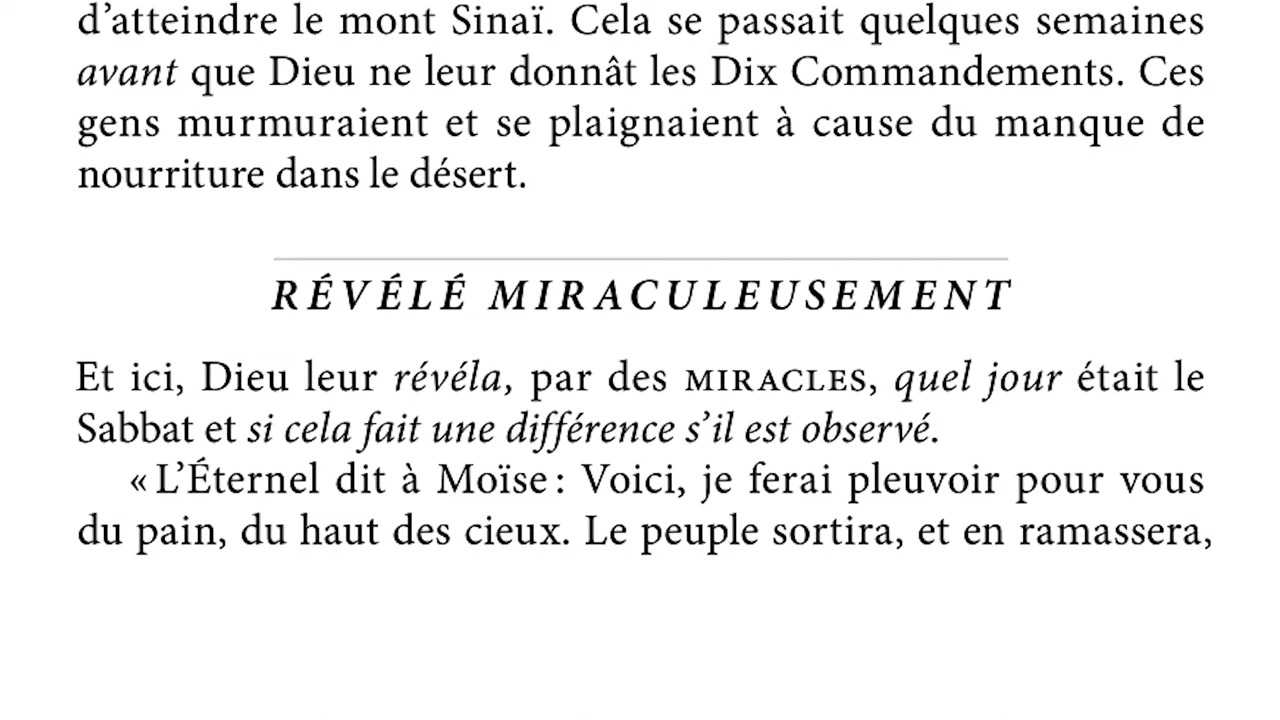 d’atteindre le mont Sinaï. Cela se passait quelques semaines
avant que Dieu ne leur donnât les Dix Commandements. Ces
gens murmuraient et se plaignaient à cause du manque de
nourriture dans le désert.
RÉVÉLÉ MIRACULEUSEMENT
Et ici, Dieu leur révéla, par des MIRACLES, quel jour était le
Sabbat et si cela fait une différence s’il est observé.
« L’Éternel dit à Moïse : Voici, je ferai pleuvoir pour vous
du pain, du haut des cieux. Le peuple sortira, et en ramassera,